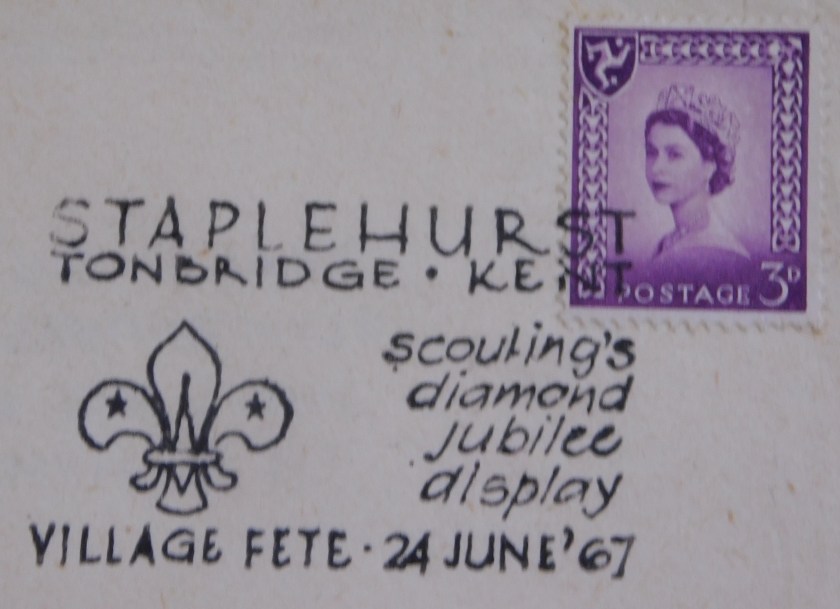 STAPLEHURST
TONBRIDGE · KENT
scouting's
diamond
jubilee
display
VILLAGE FETE · 24 JUNE '67
POSTAGE 3D